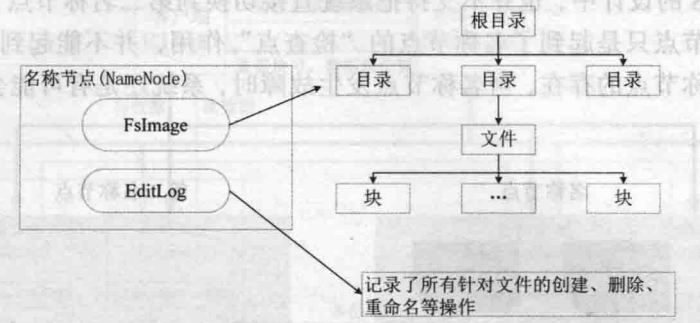 根目录
名称节点(NameNode)
目录
目录
目录
FsImage
文件
EditLog
块
…
块
记录了所有针对文件的创建、删除、
重命名等操作